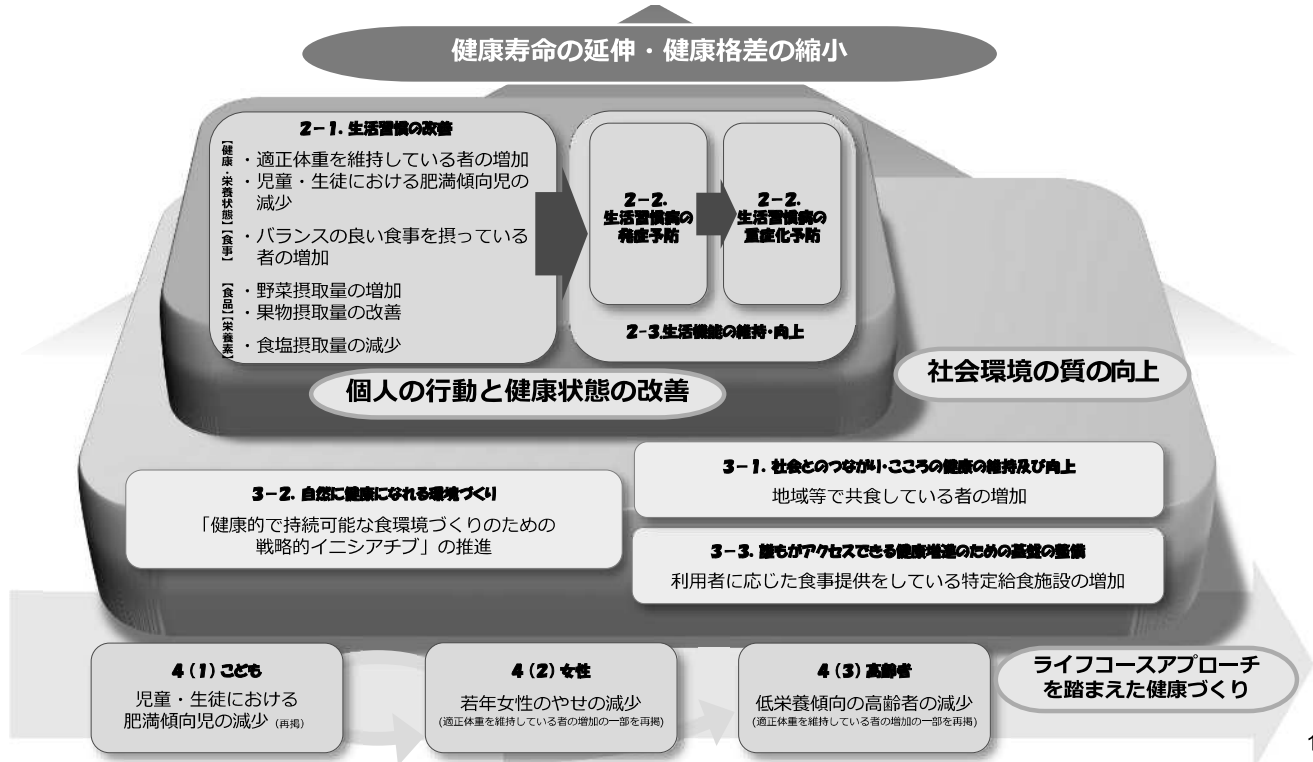 健康寿命の延伸・健康格差の縮小
2－1. 生活習慣の改善
【健康・栄養状態】
・適正体重を維持している者の増加
・児童・生徒における肥満傾向児の
減少
【食事】
・バランスの良い食事を摂っている
者の増加
【食品】
・野菜摂取量の増加
・果物摂取量の改善
【栄養素】
・食塩摂取量の減少
2－2.
生活習慣病の
発症予防
2－2.
生活習慣病の
重症化予防
2-3.生活機能の維持・向上
個人の行動と健康状態の改善
社会環境の質の向上
3－1. 社会とのつながり・こころの健康の維持及び向上
地域等で共食している者の増加
3－2. 自然に健康になれる環境づくり
「健康的で持続可能な食環境づくりのための
戦略的イニシアチブ」の推進
3－3. 誰もがアクセスできる健康増進のための基盤の整備
利用者に応じた食事提供をしている特定給食施設の増加
4（1）こども
児童・生徒における
肥満傾向児の減少（再掲）
4（2）女性
若年女性のやせの減少
(適正体重を維持している者の増加の一部を再掲)
4（3）高齢者
低栄養傾向の高齢者の減少
(適正体重を維持している者の増加の一部を再掲)
ライフコースアプローチ
を踏まえた健康づくり